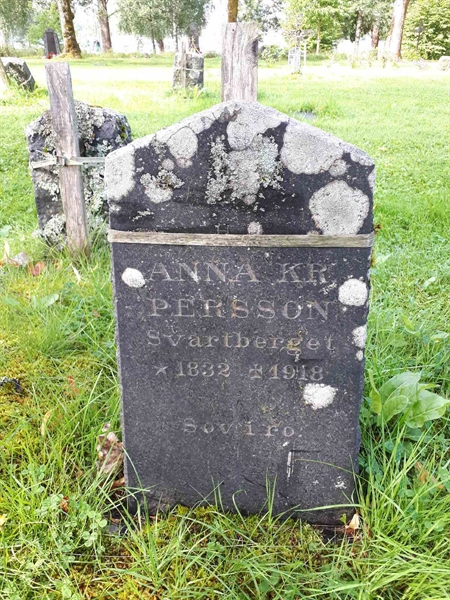 ANNA KR.
PERSSON
Svartberget
* 1832 ✝ 1918
Sov i ro.